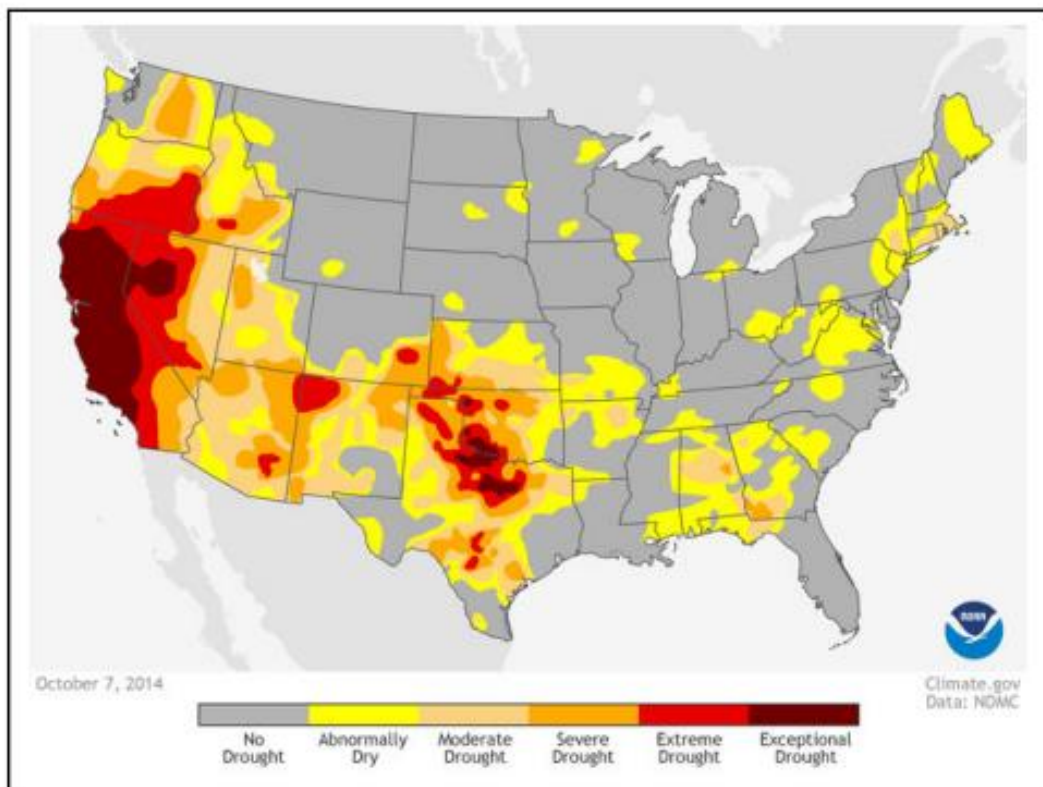 NOAA
October 7, 2014
Climate.gov
Data: NDMC
No Drought
Abnormally Dry
Moderate Drought
Severe Drought
Extreme Drought
Exceptional Drought